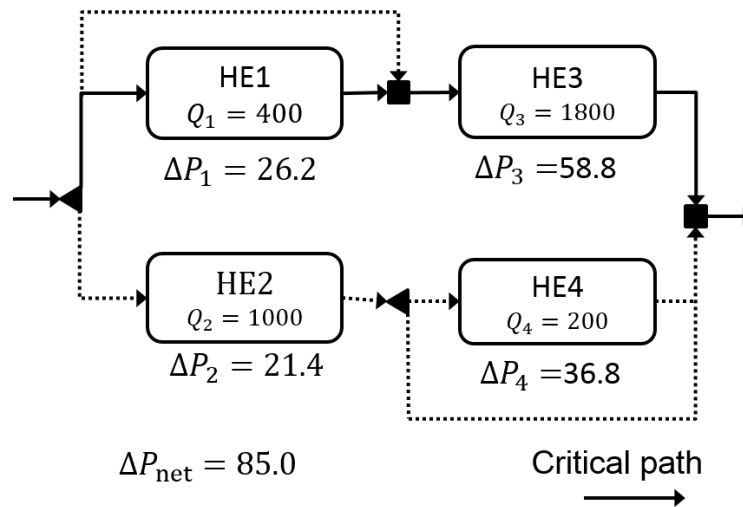 HE1
Q₁ = 400
ΔP₁ = 26.2
HE3
Q₃ = 1800
ΔP₃ =58.8
HE2
Q₂ = 1000
ΔP₂ = 21.4
HE4
Q₄ = 200
ΔP₄ =36.8
ΔP_net = 85.0
Critical path